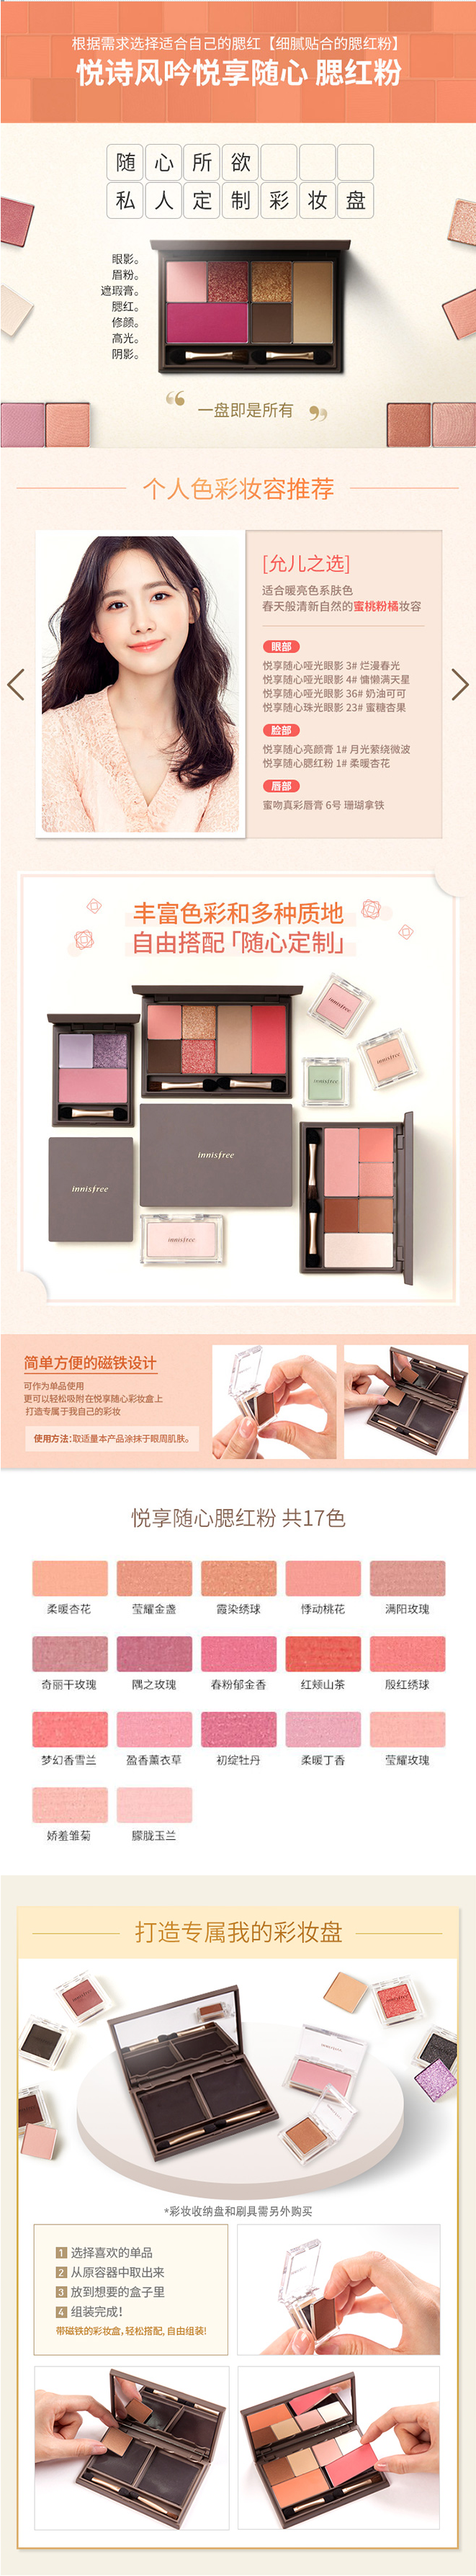 根据需求选择适合自己的腮红【细腻贴合的腮红粉】
悦诗风吟悦享随心 腮红粉
随心所欲
私人定制彩妆盘
眼影。
眉粉。
遮瑕膏。
腮红。
修颜。
高光。
阴影。
“ 一盘即是所有 ”
个人色彩妆容推荐
[允儿之选]
适合暖亮色系肤色
春天般清新自然的蜜桃粉橘妆容
眼部
悦享随心哑光眼影 3# 烂漫春光
悦享随心哑光眼影 4# 慵懒满天星
悦享随心哑光眼影 36# 奶油可可
悦享随心珠光眼影 23# 蜜糖杏果
脸部
悦享随心亮颜膏 1# 月光萦绕微波
悦享随心腮红粉 1# 柔暖杏花
唇部
蜜吻真彩唇膏 6号 珊瑚拿铁
丰富色彩和多种质地
自由搭配「随心定制」
innisfree
innisfree
innisfree
innisfree
innisfree
innisfree
简单方便的磁铁设计
可作为单品使用
更可以轻松吸附在悦享随心彩妆盒上
打造专属于我自己的彩妆
使用方法：取适量本产品涂抹于眼周肌肤。
悦享随心腮红粉 共17色
柔暖杏花 莹耀金盏 霞染绣球 悸动桃花 满阳玫瑰
奇丽干玫瑰 隅之玫瑰 春粉郁金香 红颊山茶 殷红绣球
梦幻香雪兰 盈香薰衣草 初绽牡丹 柔暖丁香 莹耀玫瑰
娇羞雏菊 朦胧玉兰
打造专属我的彩妆盘
*彩妆收纳盘和刷具需另外购买
1 选择喜欢的单品
2 从原容器中取出来
3 放到想要的盒子里
4 组装完成！
带磁铁的彩妆盒，轻松搭配，自由组装！